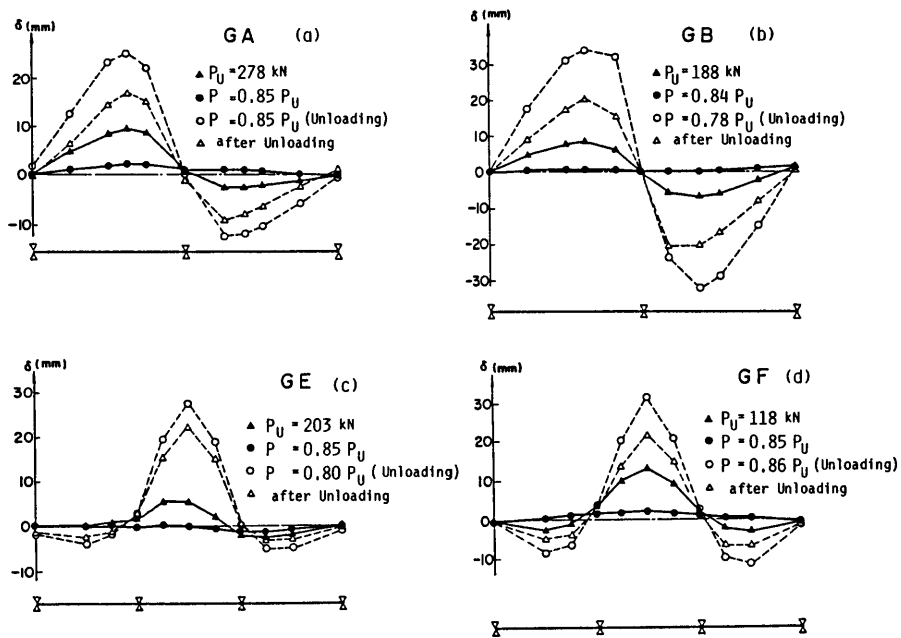 δ (mm)
GA (a)
▲ P_U = 278 kN
● P = 0.85 P_U
○ P = 0.85 P_U (Unloading)
△ after Unloading
20
10
0
-10
δ (mm)
GB (b)
▲ P_U = 188 kN
● P = 0.84 P_U
○ P = 0.78 P_U (Unloading)
△ after Unloading
30
20
10
0
-10
-20
-30
δ (mm)
GE (c)
▲ P_U = 203 kN
● P = 0.85 P_U
○ P = 0.80 P_U (Unloading)
△ after Unloading
30
20
10
0
-10
δ (mm)
GF (d)
▲ P_U = 118 kN
● P = 0.85 P_U
○ P = 0.86 P_U (Unloading)
△ after Unloading
30
20
10
0
-10